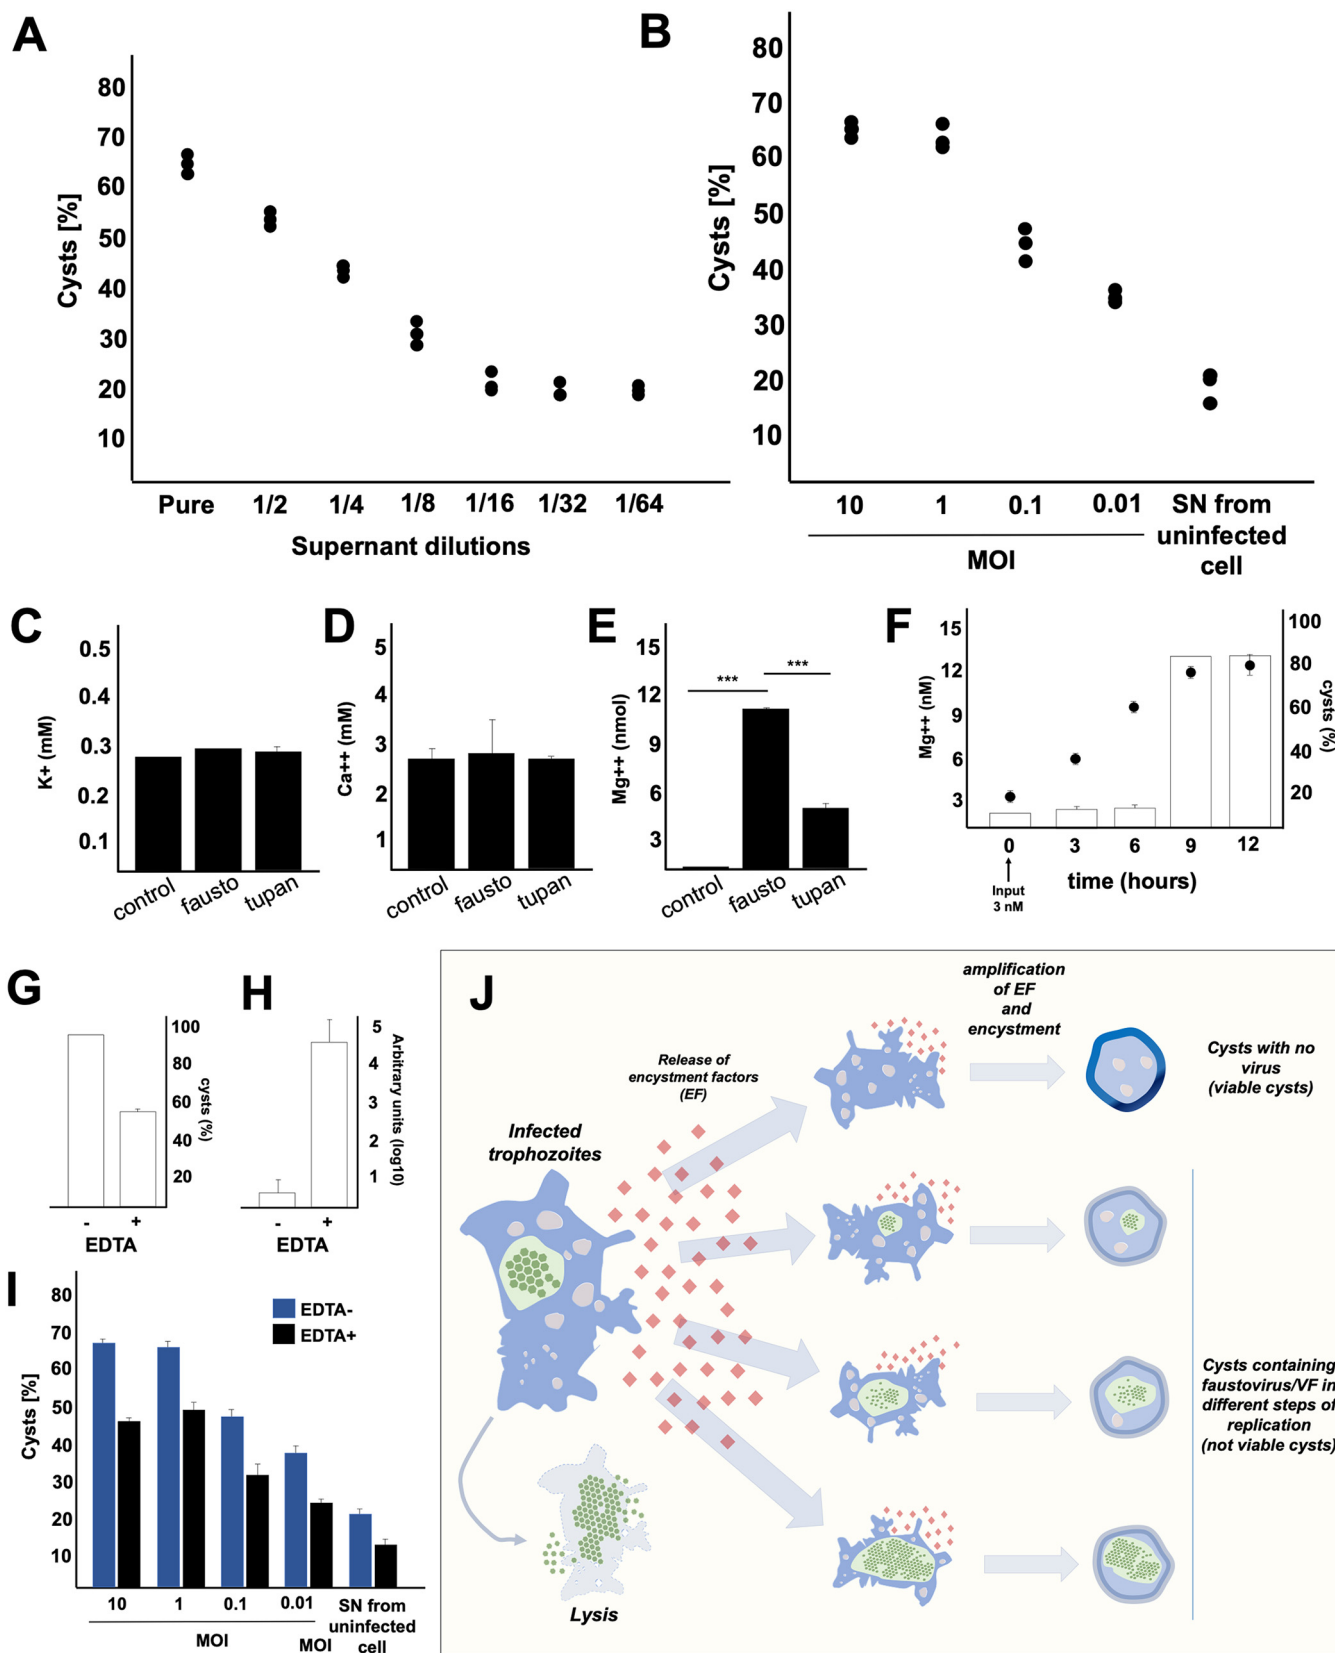 A
80
70
60
50
40
30
20
10
Cysts [%]
Pure 1/2 1/4 1/8 1/16 1/32 1/64
Supernant dilutions
B
80
70
60
50
40
30
20
10
Cysts [%]
10 1 0.1 0.01 SN from
uninfected
cell
MOI
C
0.5
0.4
0.3
0.2
0.1
K+ (mM)
control fausto tupan
D
5
4
3
2
1
Ca++ (mM)
control fausto tupan
E
15
12
9
6
3
Mg++ (nmol)
*** ***
control fausto tupan
F
15
12
9
6
3
Mg++ (nM)
100
80
60
40
20
cysts (%)
0 3 6 9 12
Input
3 nM
time (hours)
G
100
80
60
40
20
cysts (%)
- +
EDTA
H
5
4
3
2
1
Arbitrary units (log10)
- +
EDTA
I
80
70
60
50
40
30
20
10
Cysts [%]
EDTA-
EDTA+
10 1 0.1 0.01 SN from
uninfected
cell
MOI MOI
J
Infected
trophozoites
Release of
encystment factors
(EF)
amplification
of EF
and
encystment
Cysts with no
virus
(viable cysts)
Cysts containing
faustovirus/VF in
different steps of
replication
(not viable cysts)
Lysis